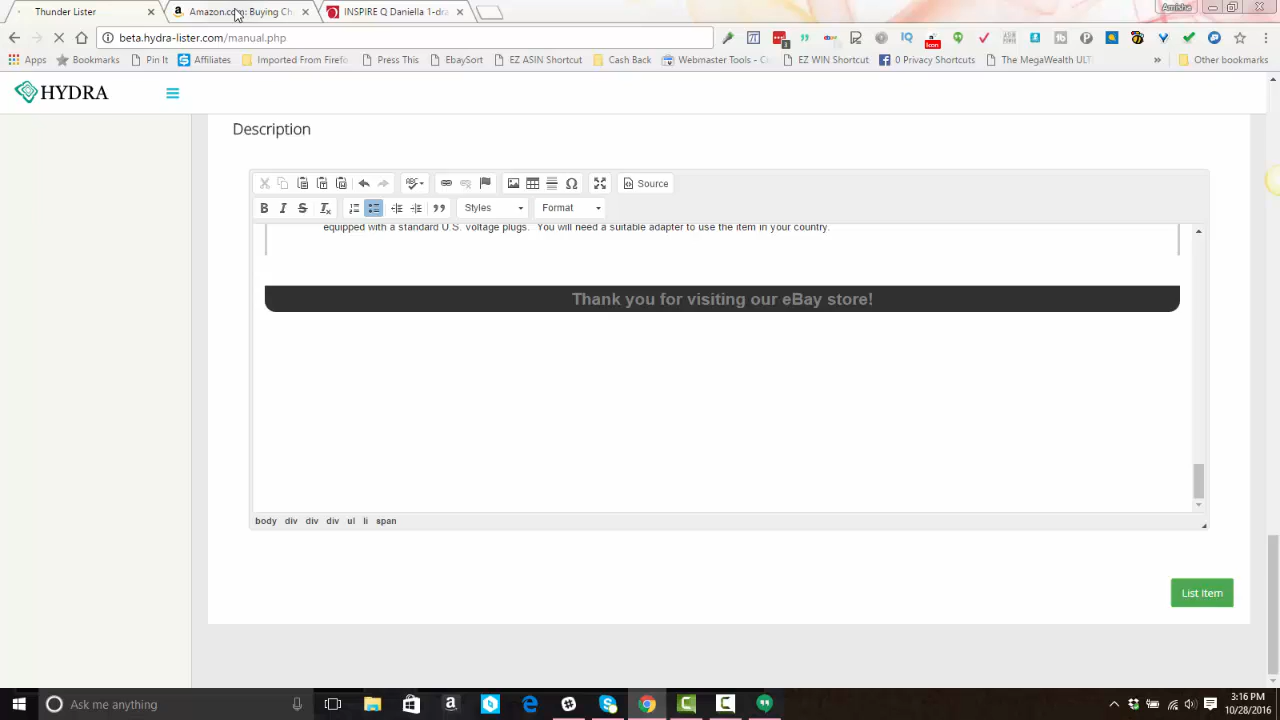 Thunder Lister
Amazon.com: Buying Ch
INSPIRE Q Daniella 1-dra
Amisha
beta.hydra-lister.com/manual.php
Apps
Bookmarks
Pin It
Affiliates
Imported From Firefo
Press This
EbaySoft
EZ ASIN Shortcut
Cash Back
Webmaster Tools - Ca
EZ WIN Shortcut
0 Privacy Shortcuts
The MegaWealth ULTI
»
Other bookmarks
HYDRA
Description
Source
Styles
Format
equipped with a standard U.S. voltage plugs. You will need a suitable adapter to use the item in your country.
Thank you for visiting our eBay store!
body div div div ul li span
List Item
Ask me anything
3:16 PM
10/28/2016